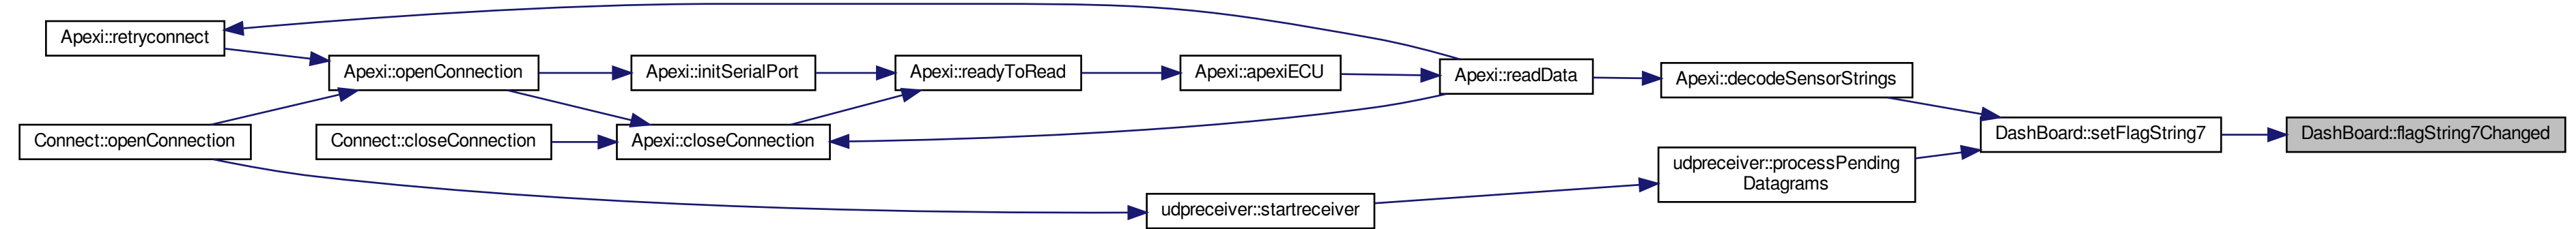 Apexi::retryconnect
Apexi::openConnection
Apexi::initSerialPort
Apexi::readyToRead
Apexi::apexiECU
Apexi::readData
Apexi::decodeSensorStrings
Connect::openConnection
Connect::closeConnection
Apexi::closeConnection
DashBoard::setFlagString7
DashBoard::flagString7Changed
udpreceiver::processPending
Datagrams
udpreceiver::startreceiver